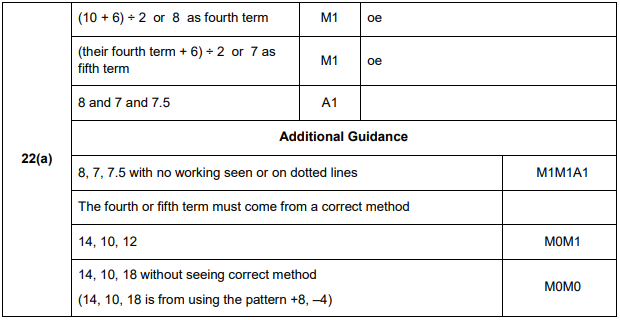 (10 + 6) ÷ 2 or 8 as fourth term M1 oe
(their fourth term + 6) ÷ 2 or 7 as
fifth term M1 oe
8 and 7 and 7.5 A1
Additional Guidance
22(a)
8, 7, 7.5 with no working seen or on dotted lines M1M1A1
The fourth or fifth term must come from a correct method
14, 10, 12 M0M1
14, 10, 18 without seeing correct method
(14, 10, 18 is from using the pattern +8, –4) M0M0